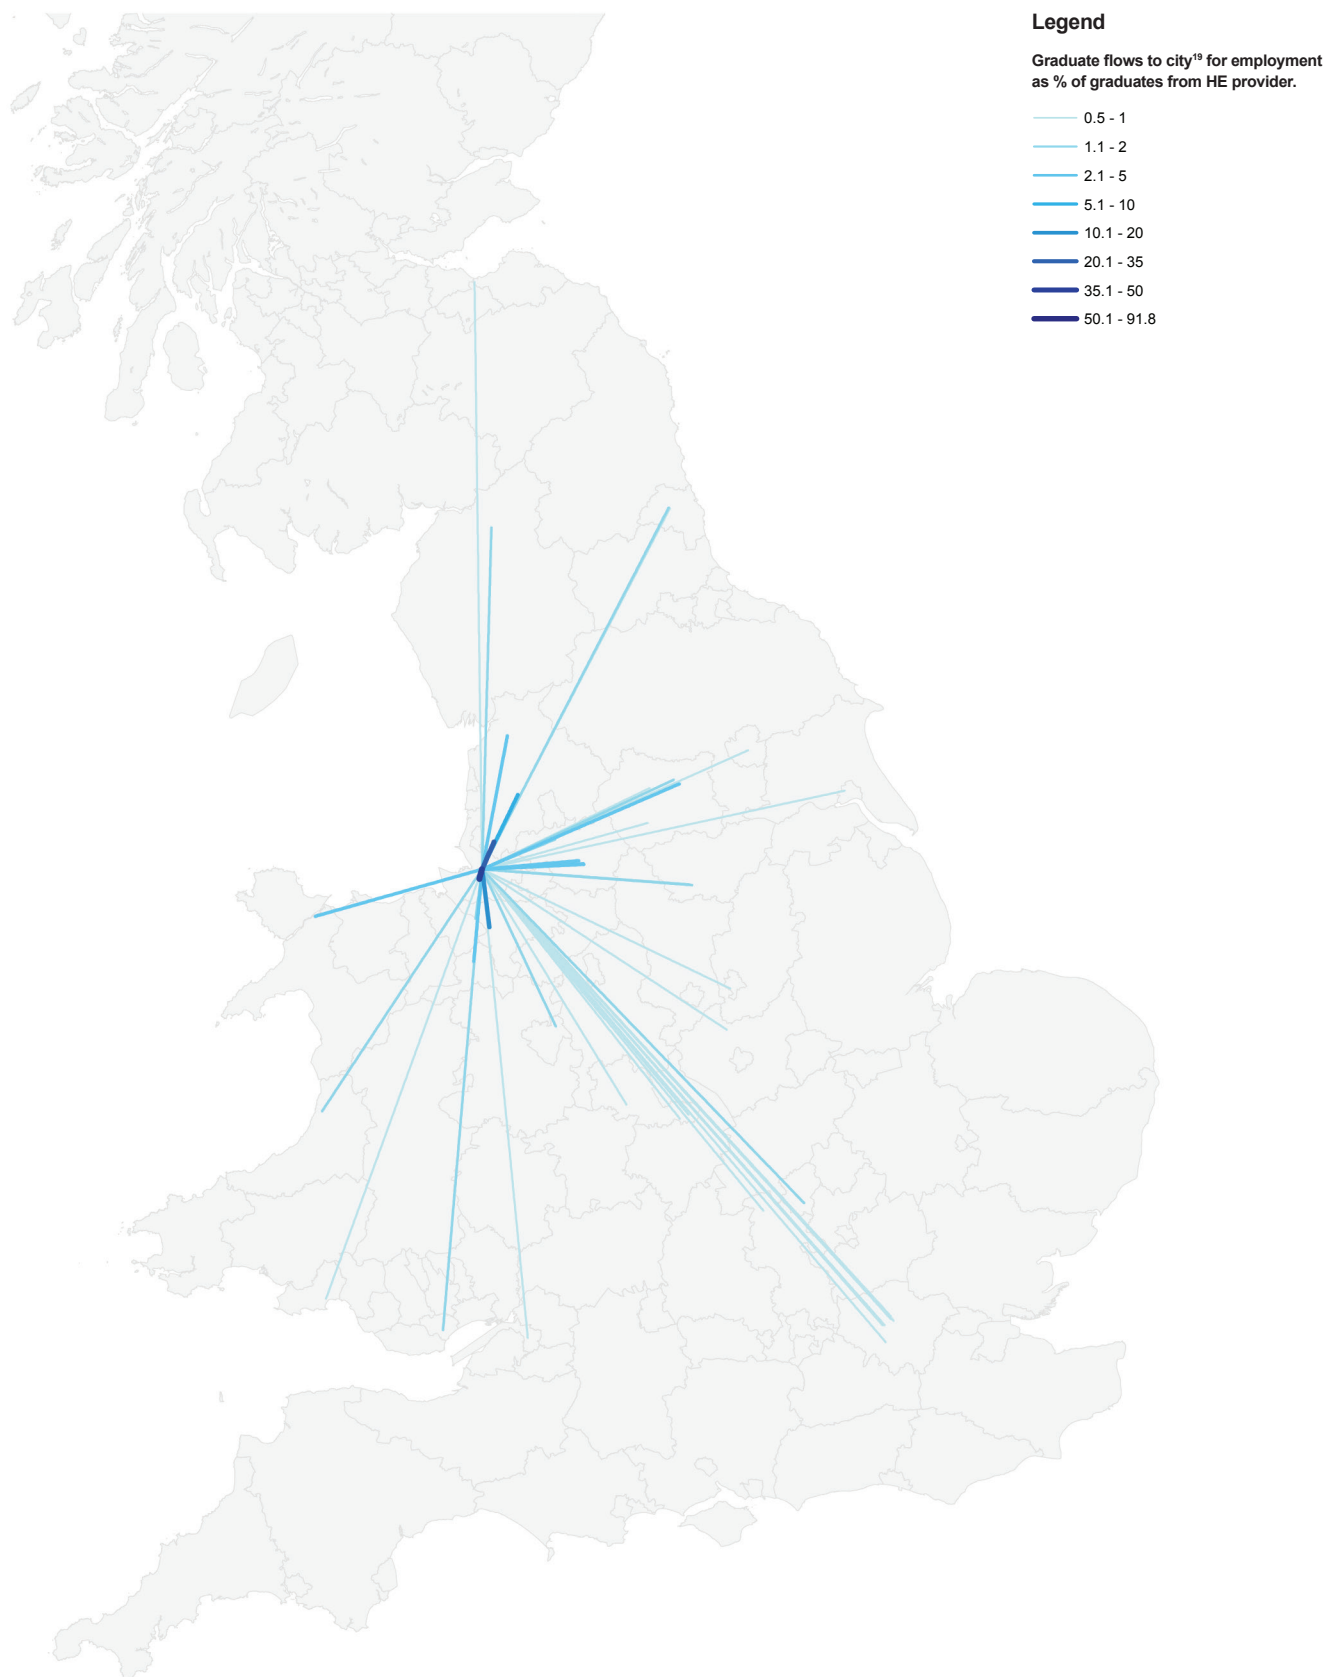 Legend
Graduate flows to city¹⁹ for employment
as % of graduates from HE provider.
0.5 - 1
1.1 - 2
2.1 - 5
5.1 - 10
10.1 - 20
20.1 - 35
35.1 - 50
50.1 - 91.8